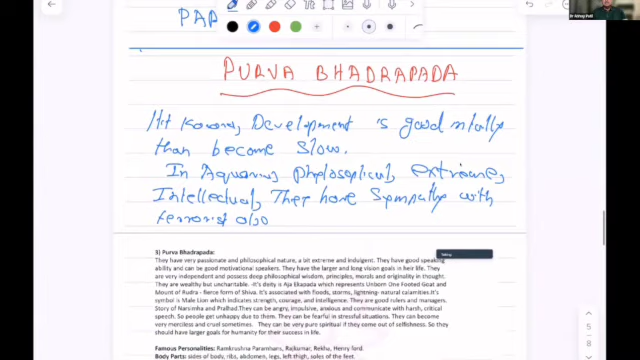 PAP
PURVA BHADRAPADA
Hit Korona, Development is good
than become slow.
In Aquarius, philosophical, extreme,
Intellectual, They have Sympathy with
terrorist also
3) Purva Bhadrapada
They have very passionate and philosophical nature, a bit extreme and indulgent. They have good speaking
ability and can be good motivational speakers. They have the larger and long vision goals in heir life. They
are very independent and possess deep philosophical wisdom, principles, morals and originality in thought.
They are wealthy but uncharitable. It's deity is Aja Ekapada which represents Unborn One Footed Goat and
Mount of Rudra - fierce form of Shiva. It's associated with floods, storms, lightning- natural calamities. It's
symbol is Male Lion which indicates strength, courage, and intelligence. They are good rulers and managers.
Story of Narsimha and Pralhad. They can be angry, impulsive, anxious and communicate with harsh, critical
way. So people get unhappy due to them. They can be fearful in stressful situations. They can become very
merciless and cruel sometimes. They can be very pure spiritual if they come out of selfishness. So they
should have larger goals for humanity for their success in life.
Famous Personalities: Ramkrushna Paramhans, Rajkumar, Rekha, Henry ford.
Body Parts: sides of body, ribs, abdomen, legs, left thigh, soles of the feet.
5
8